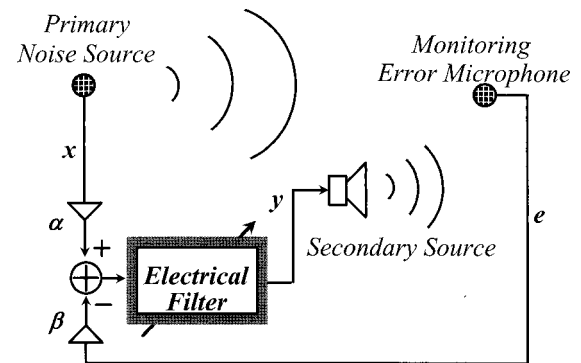 Primary
Noise Source
Monitoring
Error Microphone
x
y
e
α
+
Secondary Source
Electrical
Filter
−
β